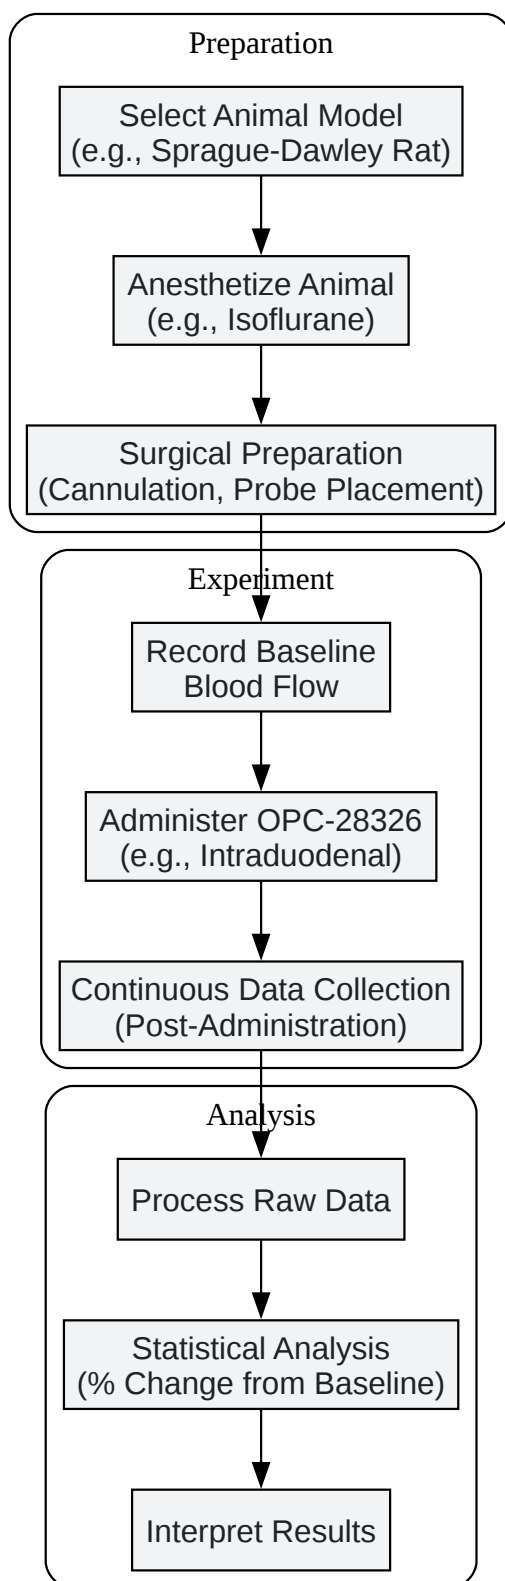 Preparation
Select Animal Model
(e.g., Sprague-Dawley Rat)
Anesthetize Animal
(e.g., Isoflurane)
Surgical Preparation
(Cannulation, Probe Placement)
Experiment
Record Baseline
Blood Flow
Administer OPC-28326
(e.g., Intraduodenal)
Continuous Data Collection
(Post-Administration)
Analysis
Process Raw Data
Statistical Analysis
(% Change from Baseline)
Interpret Results